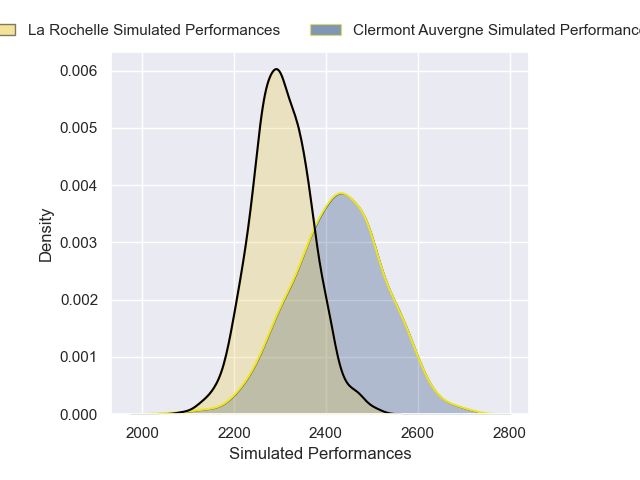 La Rochelle Simulated Performances Clermont Auvergne Simulated Performanc
0.006
0.005
0.004
0.003
0.002
0.001
0.000
Density
2000 2200 2400 2600 2800
Simulated Performances